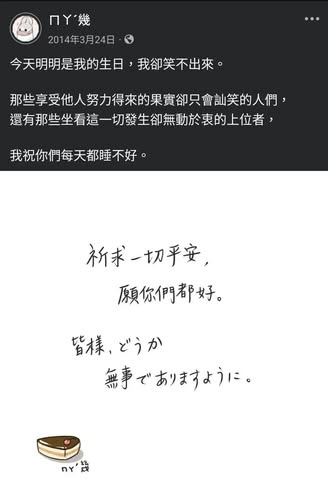 ㄇㄚˊ幾
2014年3月24日
今天明明是我的生日，我卻笑不出來。
那些享受他人努力得來的果實卻只會訕笑的人們，
還有那些坐看這一切發生卻無動於衷的上位者，
我祝你們每天都睡不好。
祈求一切平安，
願你們都好。
皆様、どうか
無事でありますように。
ㄇㄚˊ幾